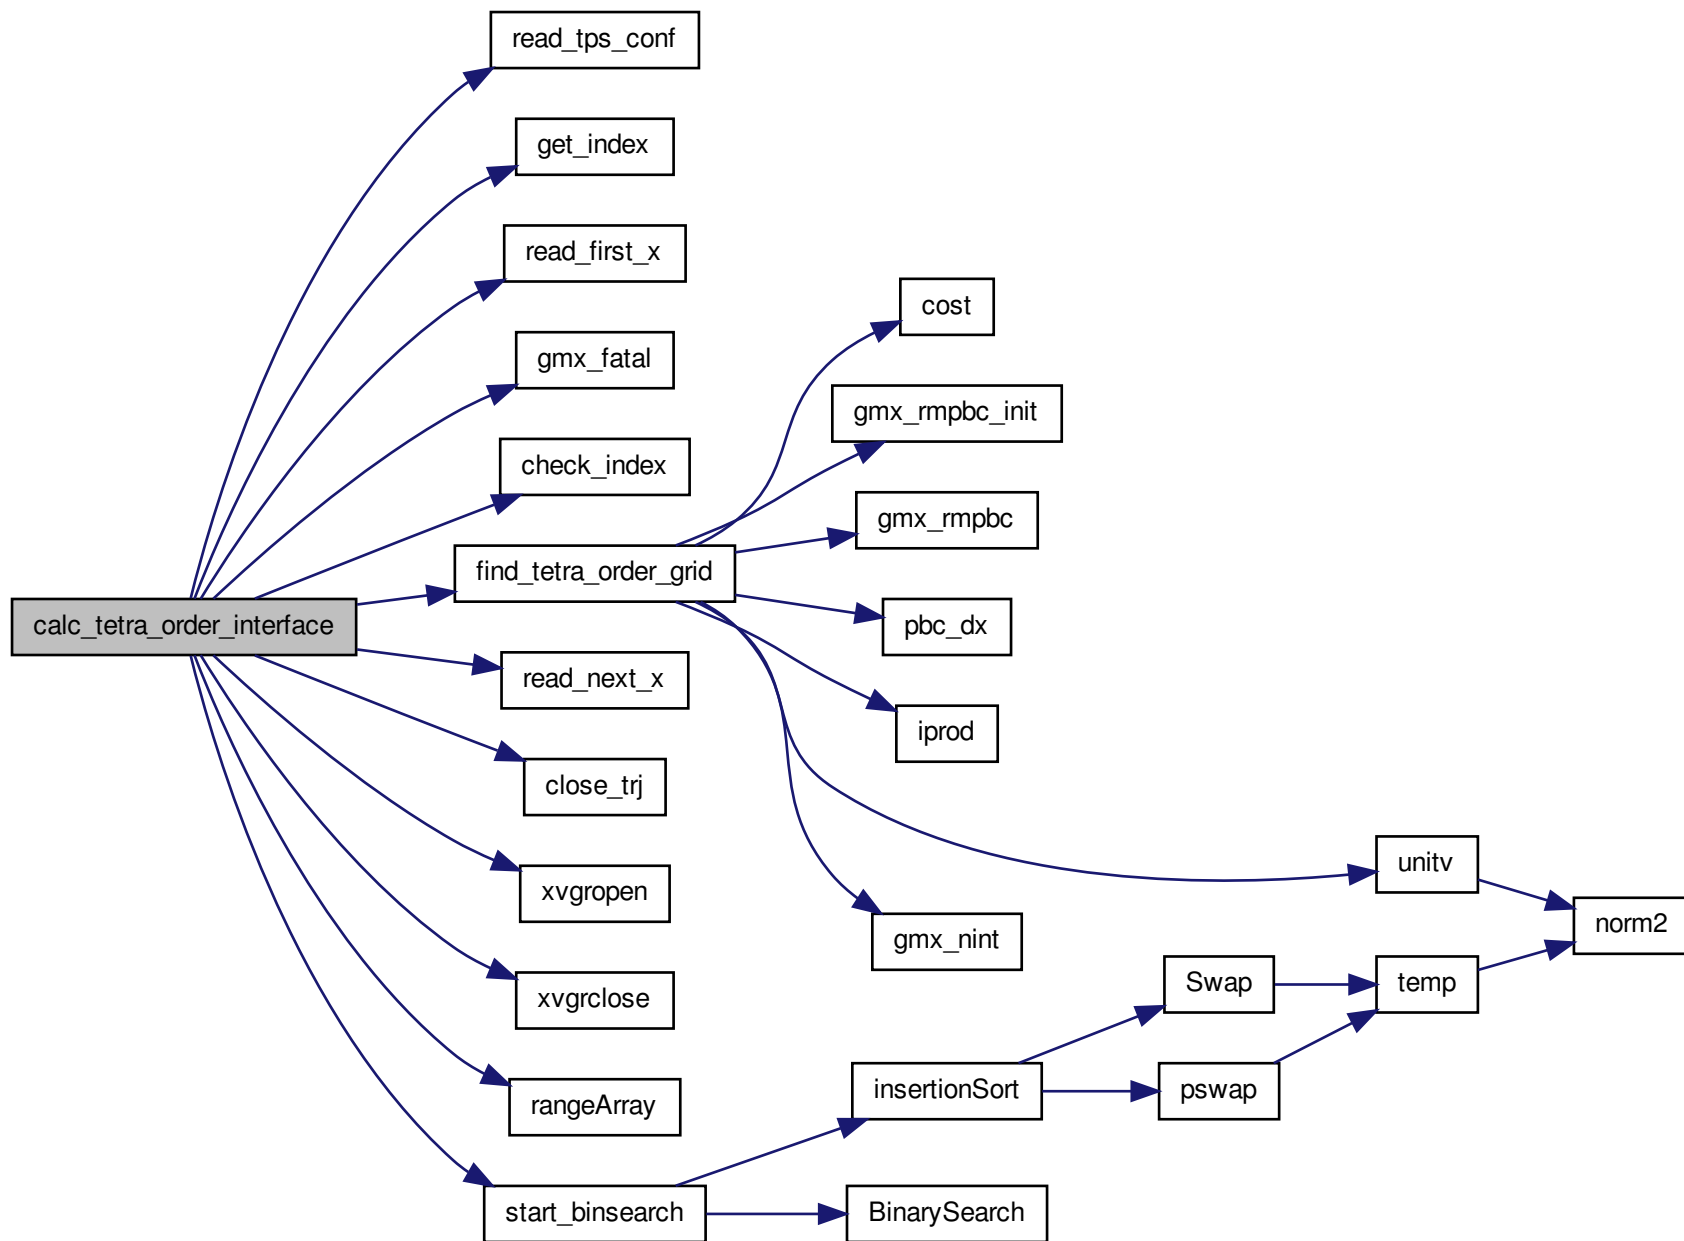 read_tps_conf
get_index
read_first_x
cost
gmx_fatal
gmx_rmpbc_init
check_index
gmx_rmpbc
find_tetra_order_grid
calc_tetra_order_interface
pbc_dx
read_next_x
iprod
close_trj
unitv
xvgropen
norm2
gmx_nint
Swap
temp
xvgrclose
insertionSort
pswap
rangeArray
start_binsearch
BinarySearch